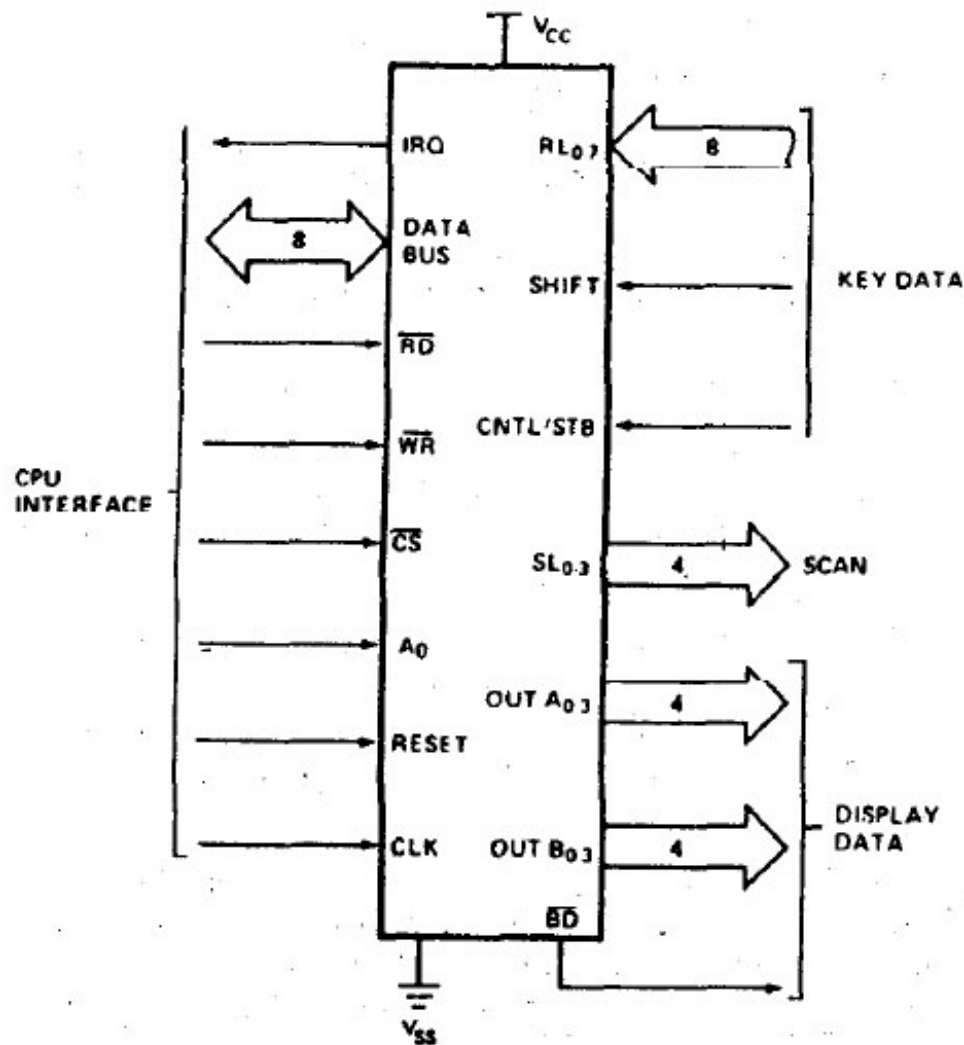 VCC
IRQ
RL0-7
8
8
DATA
BUS
SHIFT
KEY DATA
RD
CNTL/STB
WR
CPU
INTERFACE
CS
SL0-3
4
SCAN
A0
OUT A0-3
4
RESET
DISPLAY
DATA
CLK
OUT B0-3
4
BD
VSS